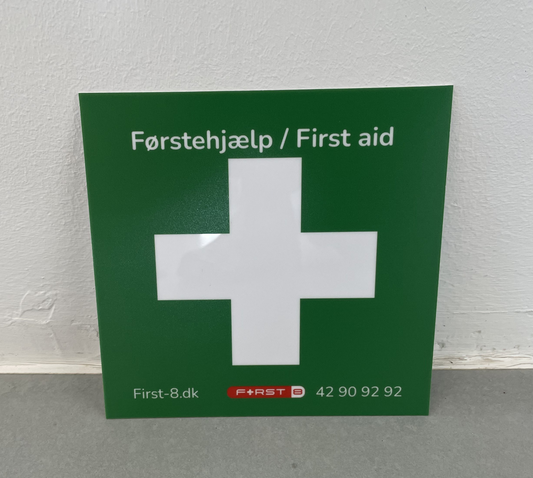 Førstehjælp / First aid
First-8.dk F+RST 8 42 90 92 92